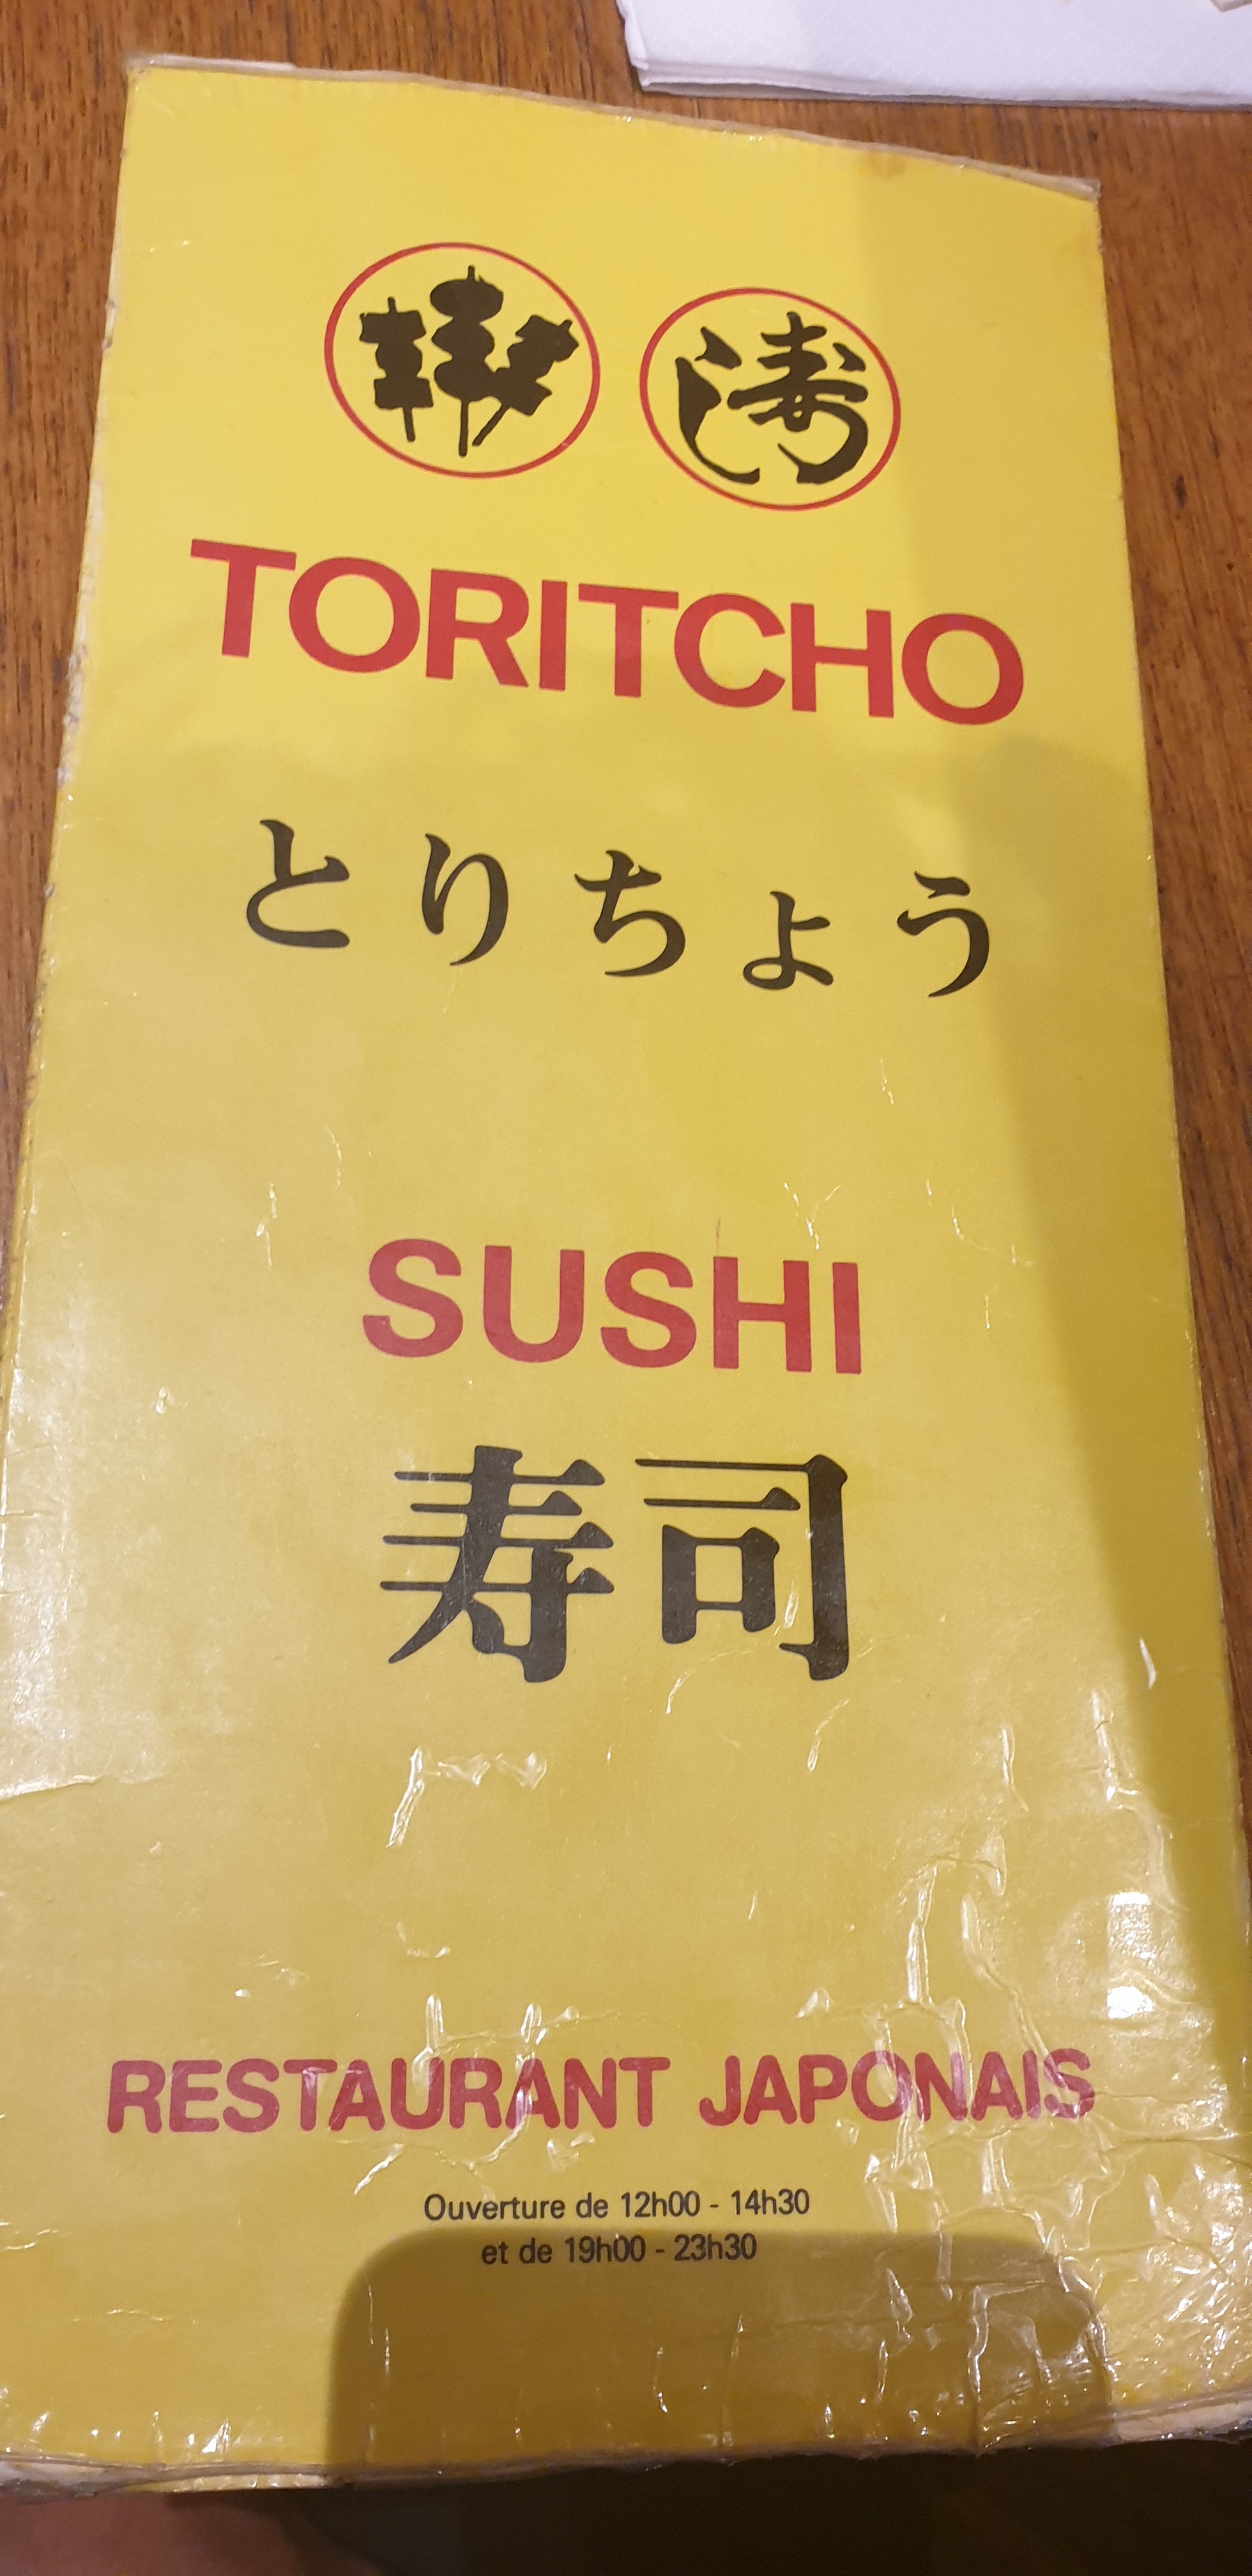 TORITCHO
とりちょう
SUSHI
寿司
RESTAURANT JAPONAIS
Ouverture de 12h00 - 14h30
et de 19h00 - 23h30